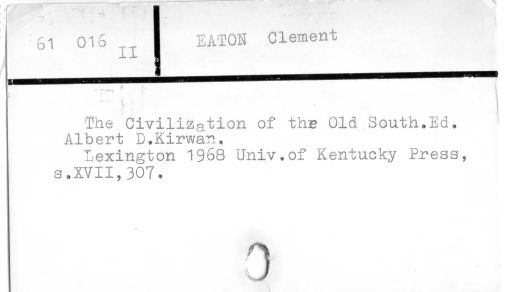 61 016 II
EATON Clement
The Civilization of thr Old South.Ed.
Albert D.Kirwan.
Lexington 1968 Univ.of Kentucky Press,
s.XVII,307.